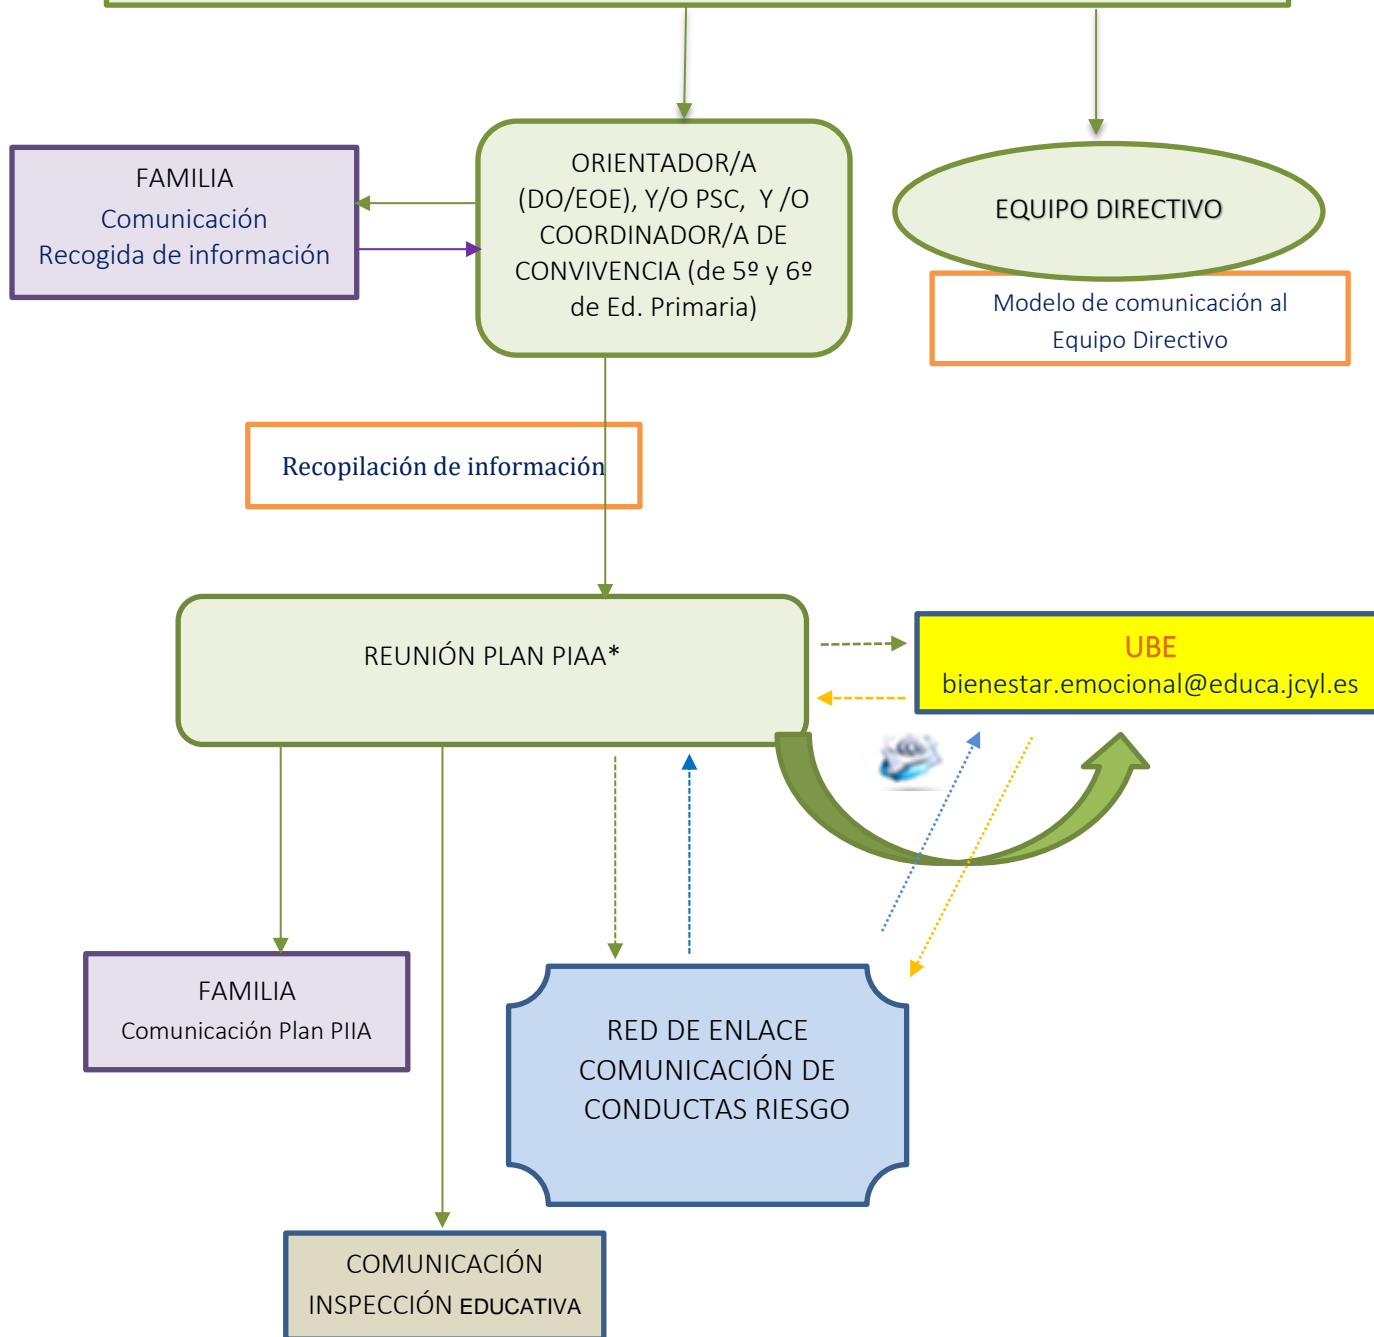 FAMILIA
Comunicación
Recogida de información
ORIENTADOR/A
(DO/EOE), Y/O PSC, Y /O
COORDINADOR/A DE
CONVIVENCIA (de 5º y 6º
de Ed. Primaria)
EQUIPO DIRECTIVO
Modelo de comunicación al
Equipo Directivo
Recopilación de información
REUNIÓN PLAN PIAA*
UBE
bienestar.emocional@educa.jcyl.es
FAMILIA
Comunicación Plan PIIA
RED DE ENLACE
COMUNICACIÓN DE
CONDUCTAS RIESGO
COMUNICACIÓN
INSPECCIÓN EDUCATIVA